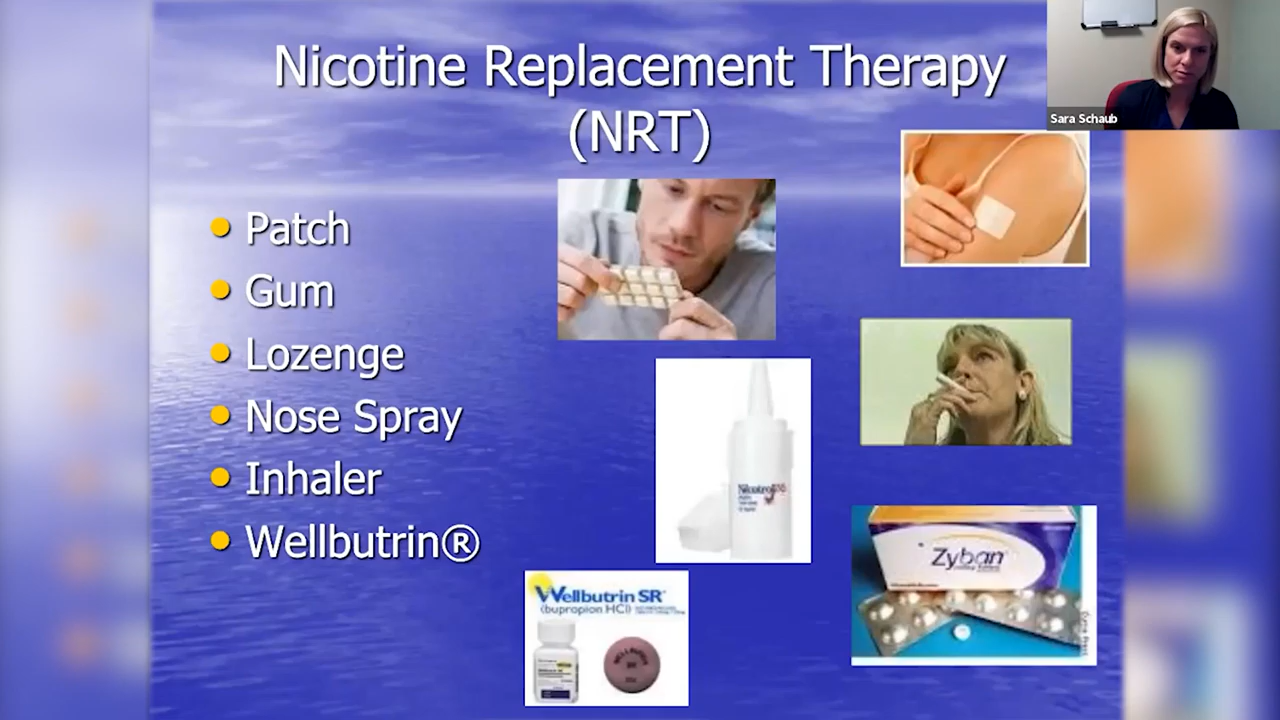 Nicotine Replacement Therapy
(NRT)
Sara Schaub
Patch
Gum
Lozenge
Nose Spray
Inhaler
Wellbutrin®
Zyban
Wellbutrin SR
(bupropion HCl)